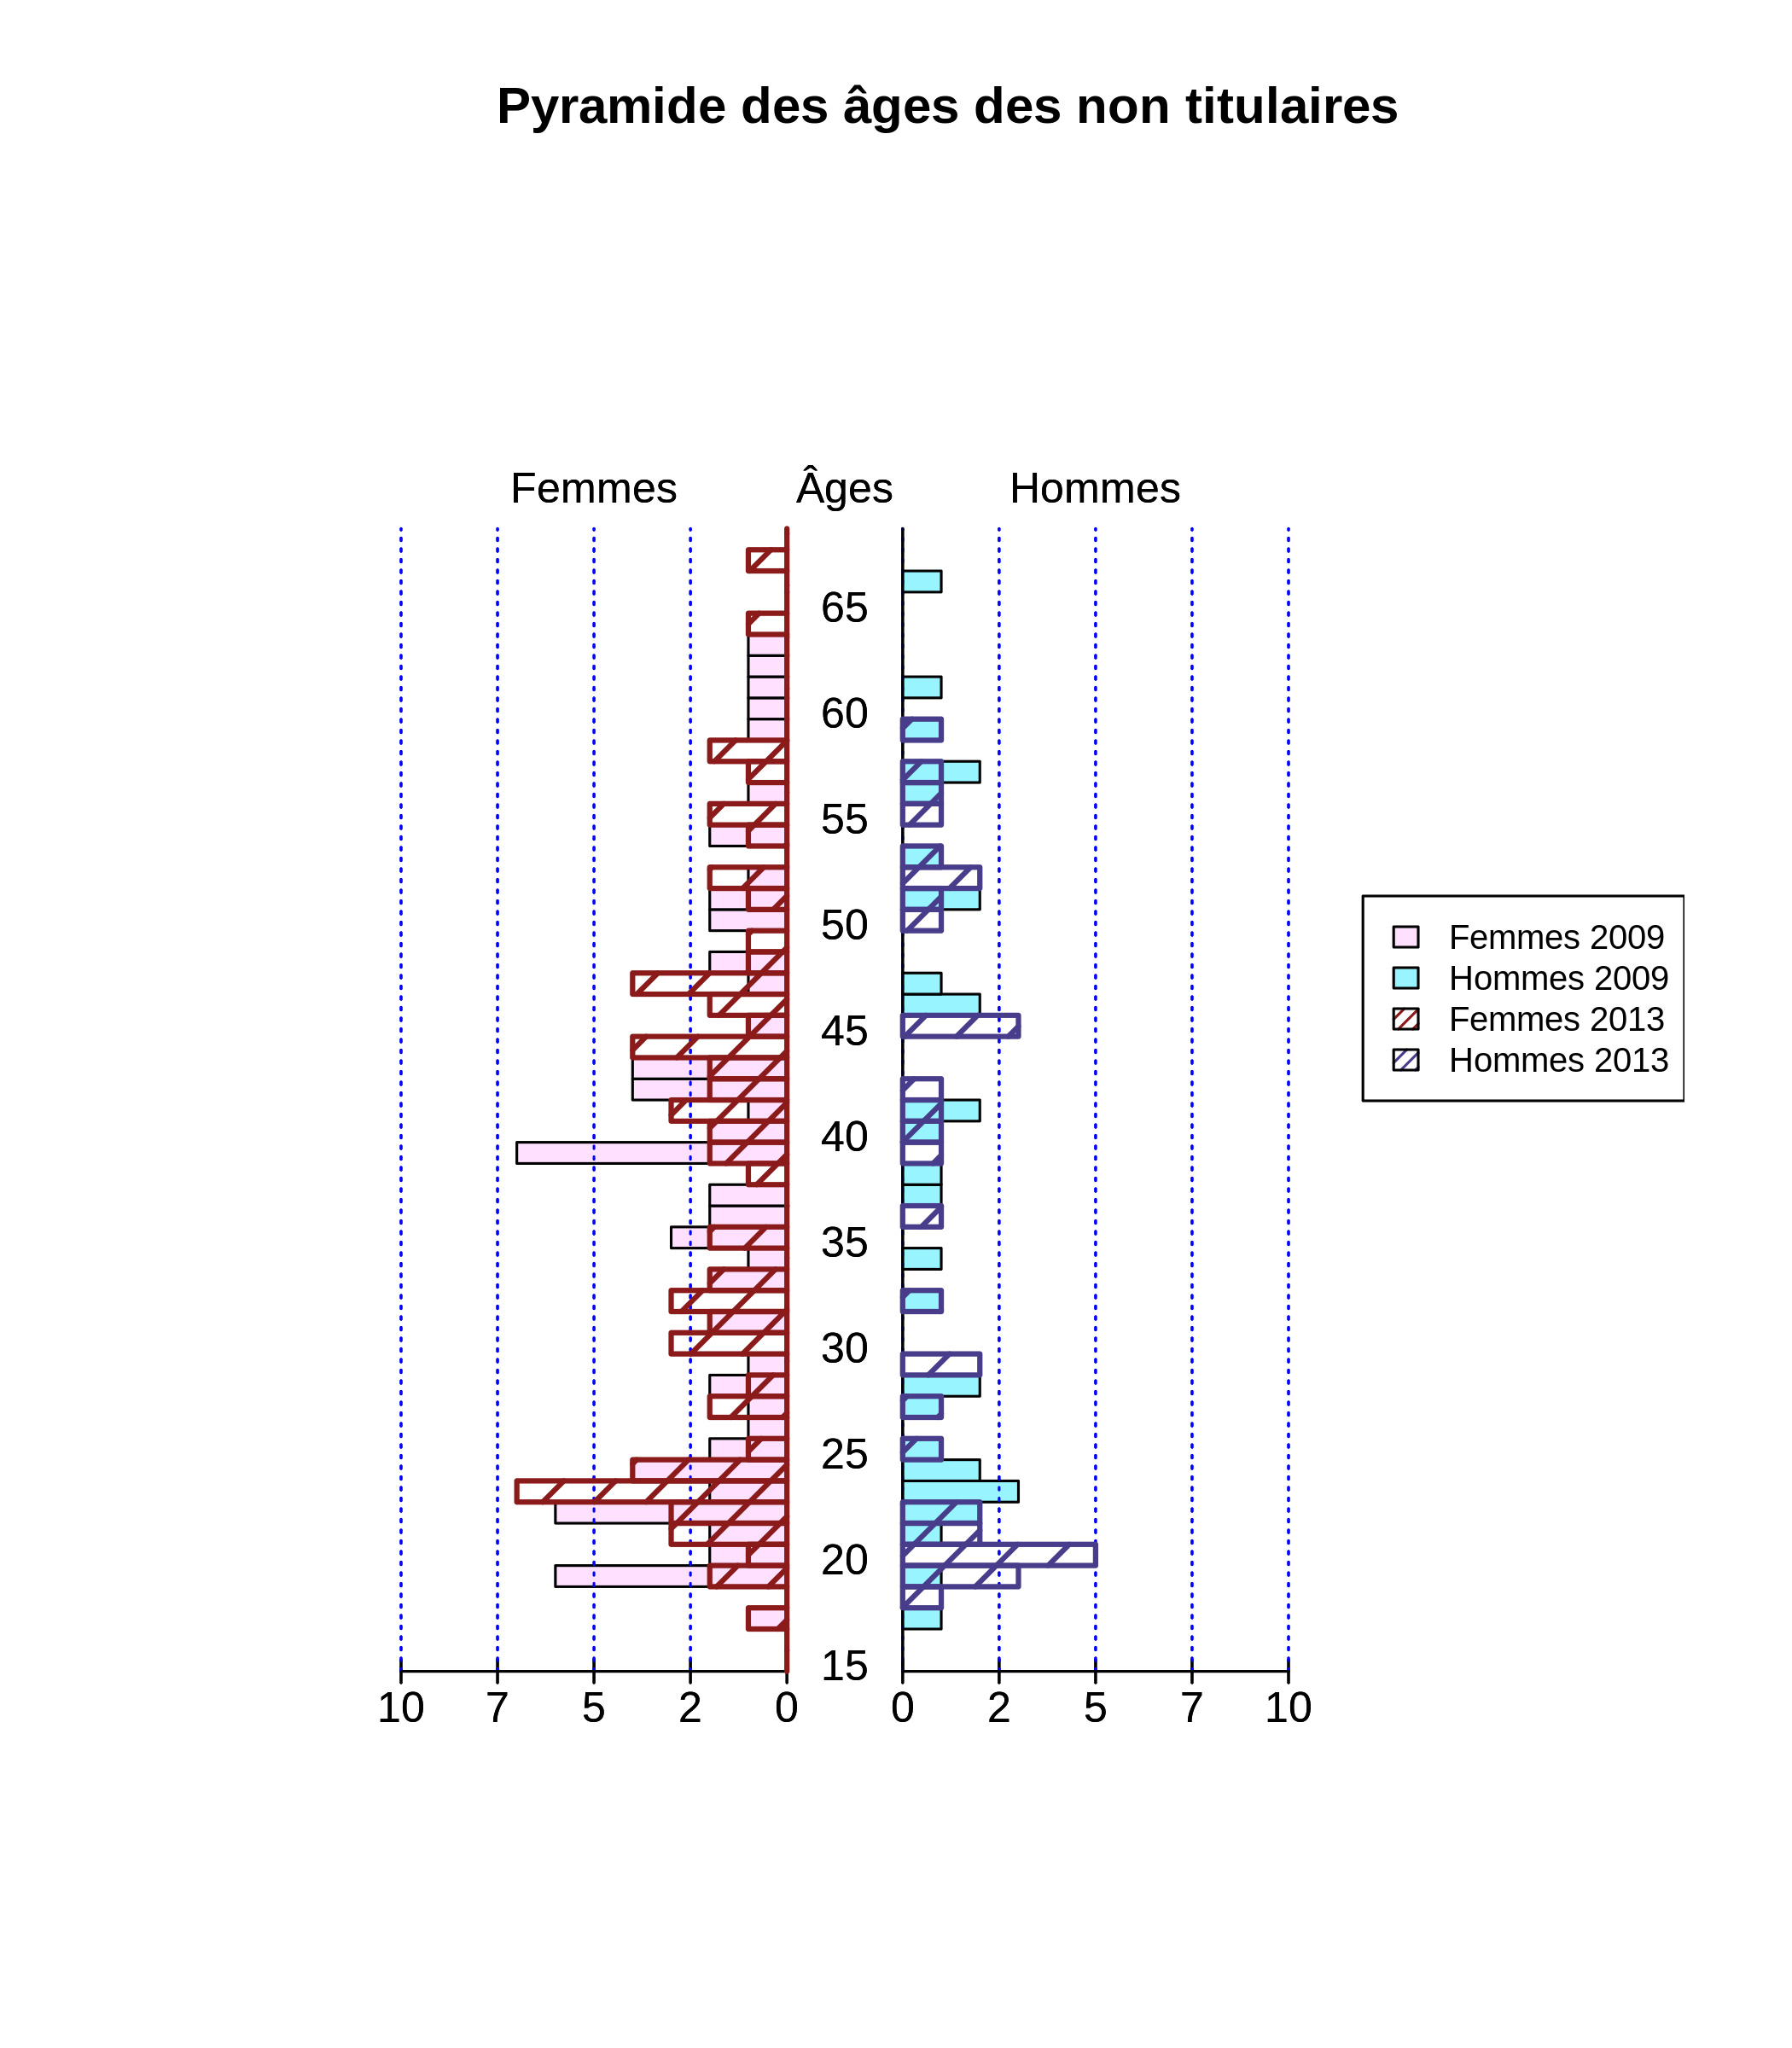 Pyramide des âges des non titulaires
Femmes Âges Hommes
65
60
55
50
45
40
35
30
25
20
15
10 7 5 2 0 0 2 5 7 10
Femmes 2009
Hommes 2009
Femmes 2013
Hommes 2013